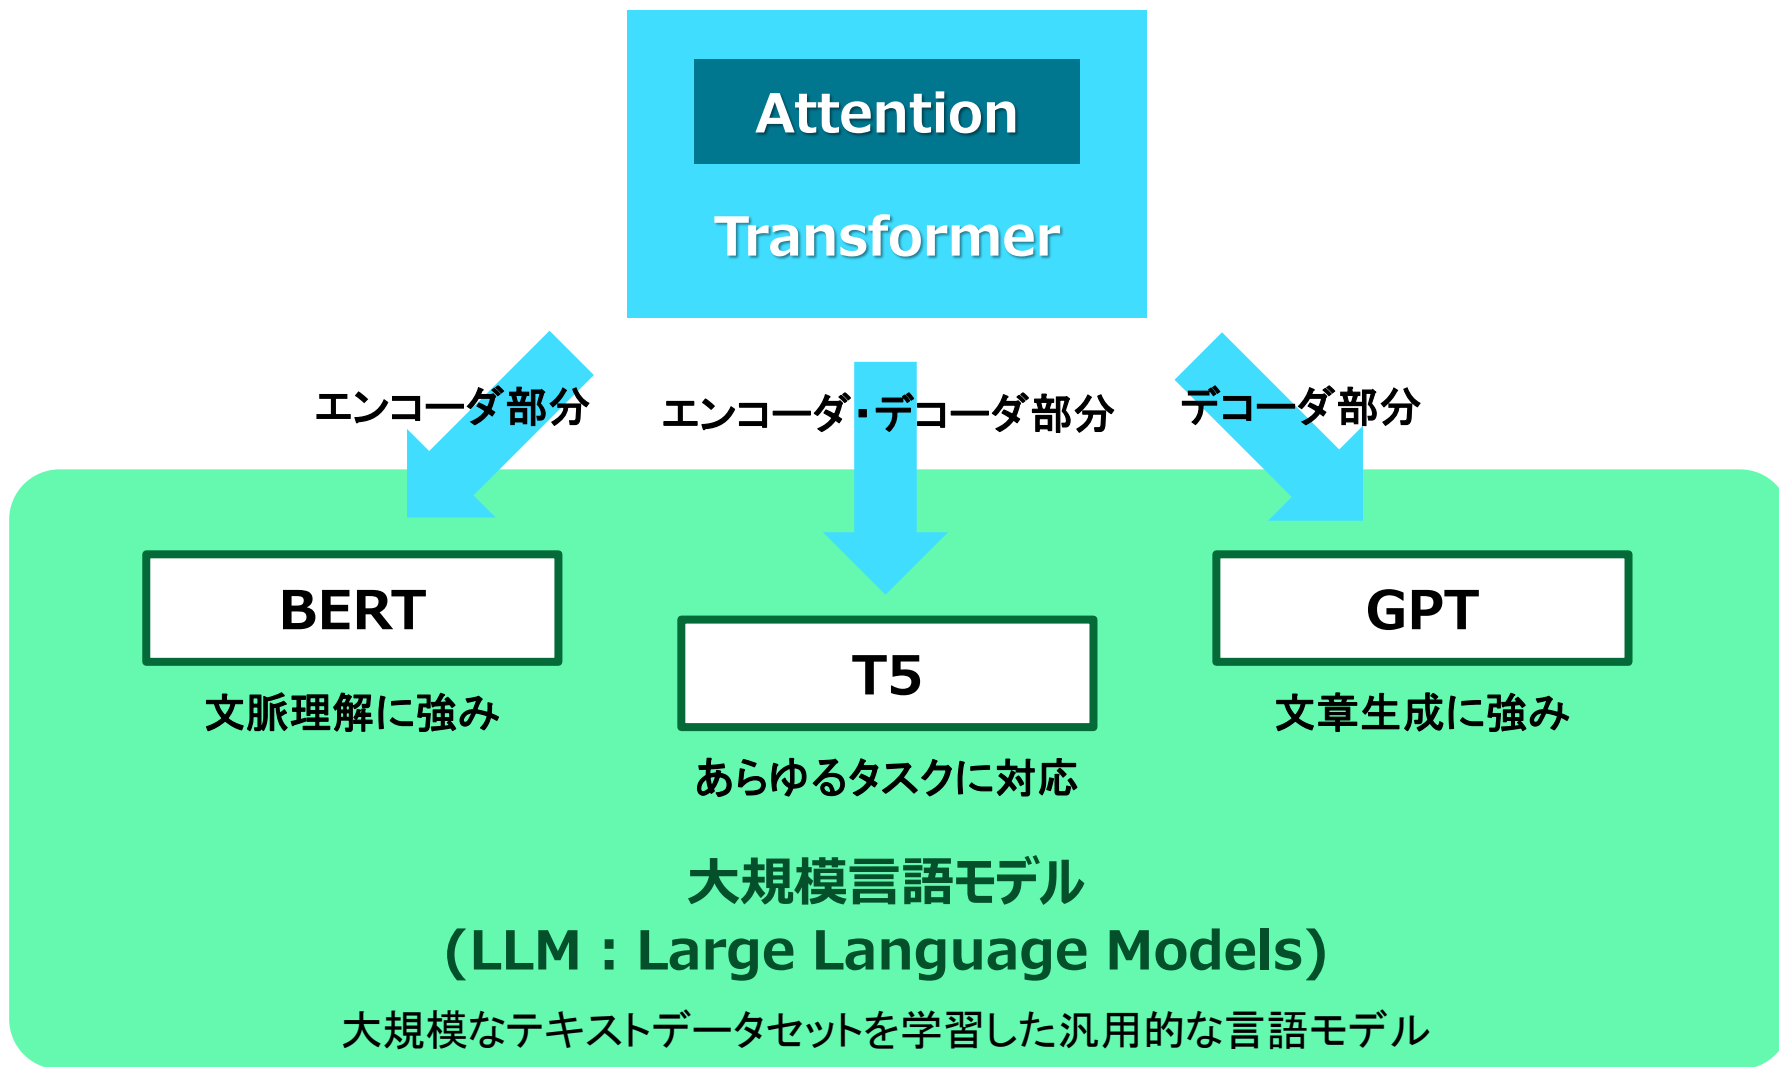 Attention
Transformer
エンコーダ部分
エンコーダ・デコーダ部分
デコーダ部分
BERT
文脈理解に強み
T5
あらゆるタスクに対応
GPT
文章生成に強み
大規模言語モデル
(LLM：Large Language Models)
大規模なテキストデータセットを学習した汎用的な言語モデル